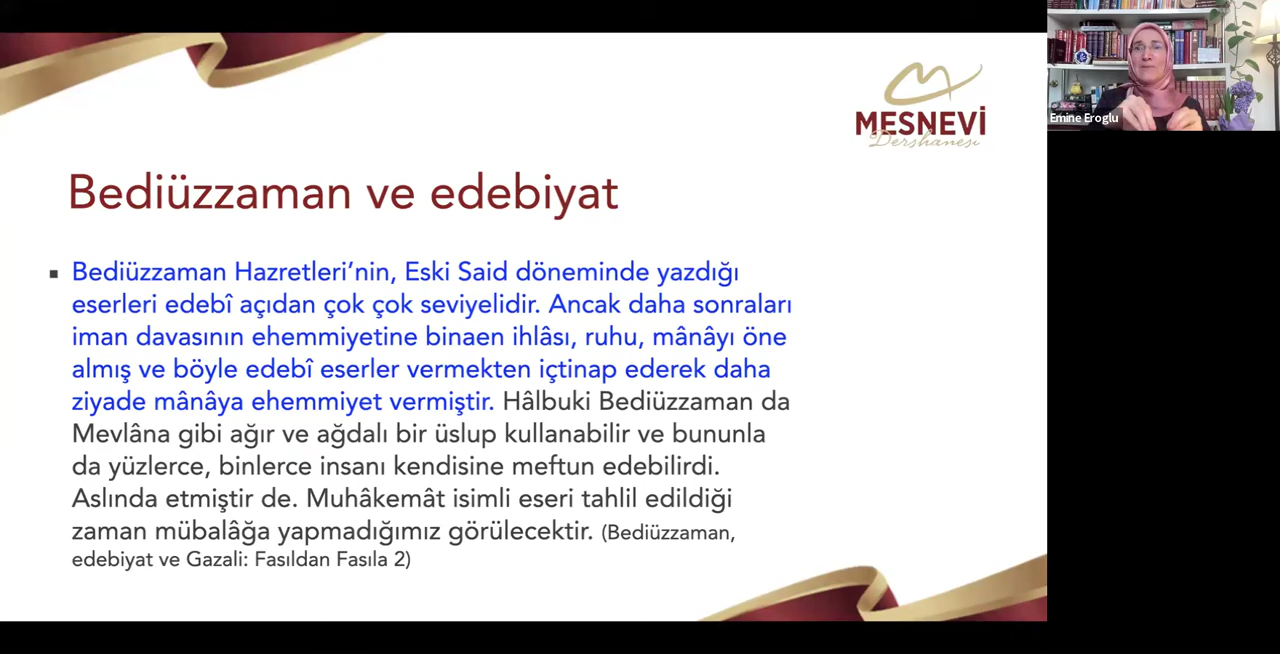 MESNEVİ
Dershanesi
Emine Eroglu
Bediüzzaman ve edebiyat
▪ Bediüzzaman Hazretleri’nin, Eski Said döneminde yazdığı
eserleri edebî açıdan çok çok seviyelidir. Ancak daha sonraları
iman davasının ehemmiyetine binaen ihlâsı, ruhu, mânâyı öne
almış ve böyle edebî eserler vermekten içtinap ederek daha
ziyade mânâya ehemmiyet vermiştir. Hâlbuki Bediüzzaman da
Mevlâna gibi ağır ve ağdalı bir üslup kullanabilir ve bununla
da yüzlerce, binlerce insanı kendisine meftun edebilirdi.
Aslında etmiştir de. Muhâkemât isimli eseri tahlil edildiği
zaman mübalâğa yapmadığımız görülecektir. (Bediüzzaman,
edebiyat ve Gazali: Fasıldan Fasıla 2)